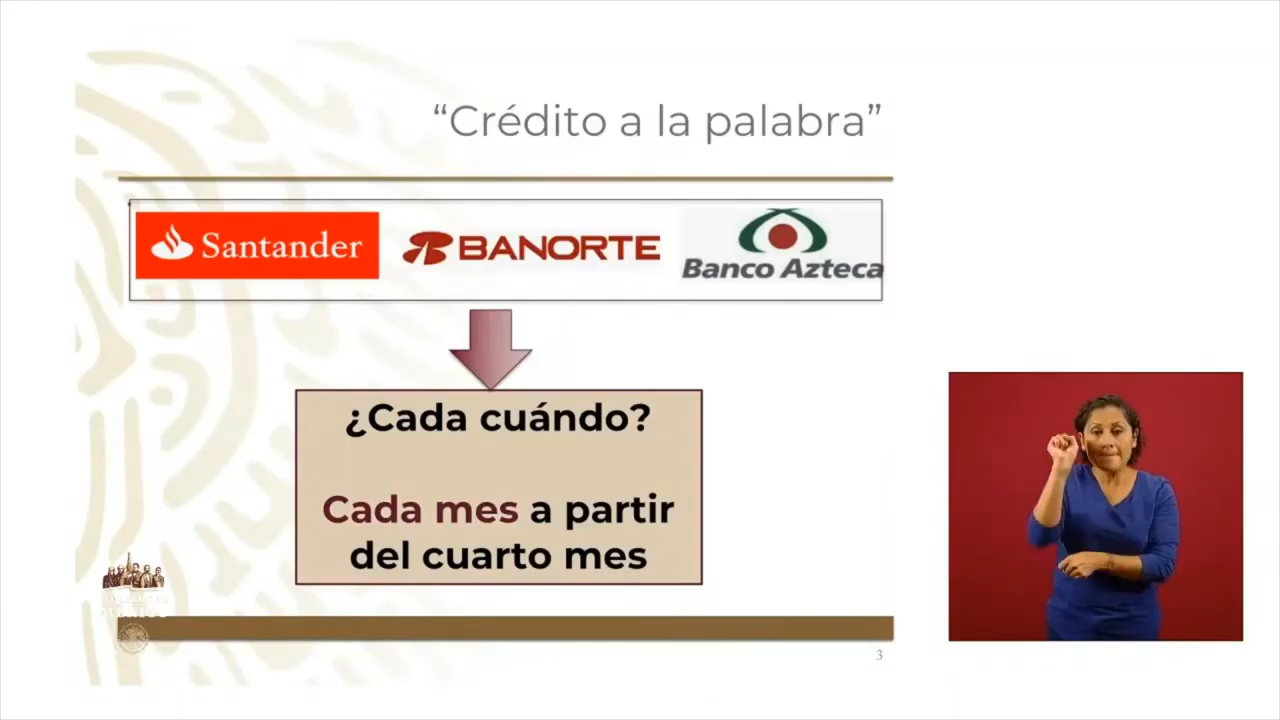 “Crédito a la palabra”
Santander
BANORTE
Banco Azteca
¿Cada cuándo?
Cada mes a partir
del cuarto mes
3